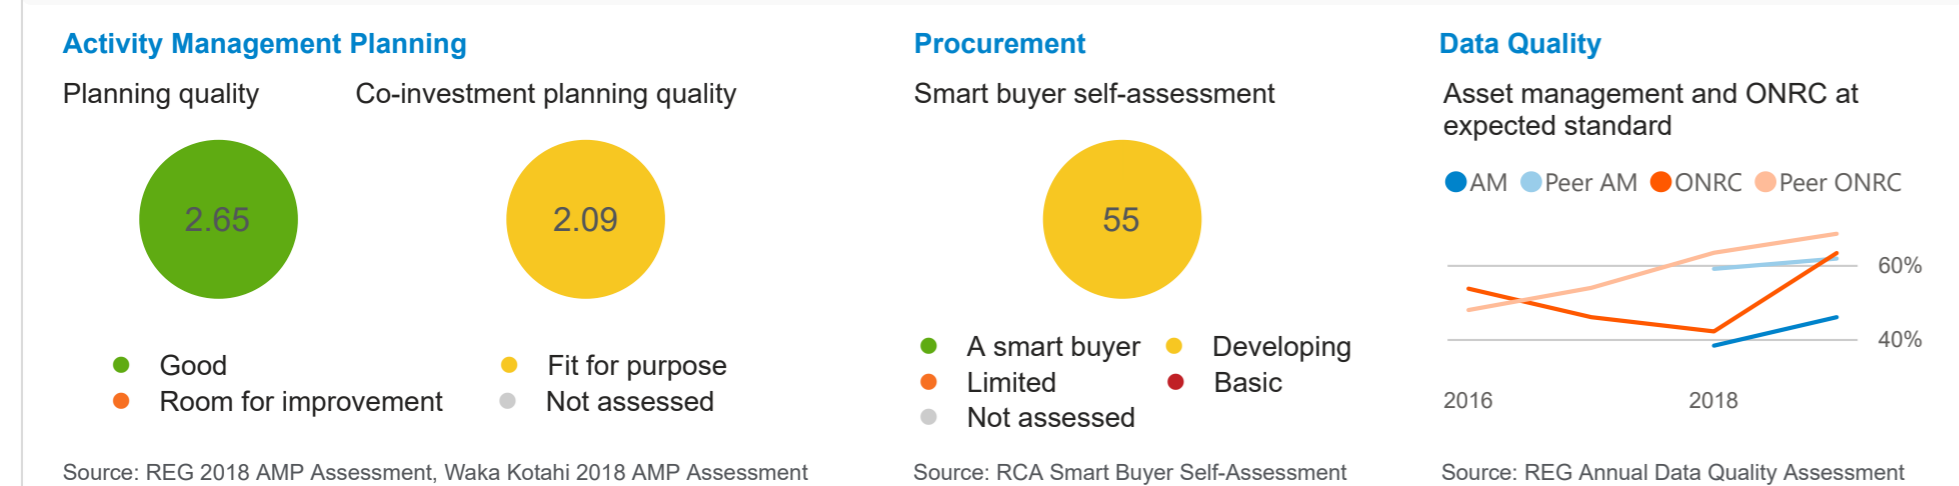 Activity Management Planning
Planning quality
Co-investment planning quality
2.65
2.09
Good
Fit for purpose
Room for improvement
Not assessed
Source: REG 2018 AMP Assessment, Waka Kotahi 2018 AMP Assessment
Procurement
Smart buyer self-assessment
55
A smart buyer
Developing
Limited
Basic
Not assessed
Source: RCA Smart Buyer Self-Assessment
Data Quality
Asset management and ONRC at
expected standard
AM Peer AM ONRC Peer ONRC
60%
40%
2016
2018
Source: REG Annual Data Quality Assessment